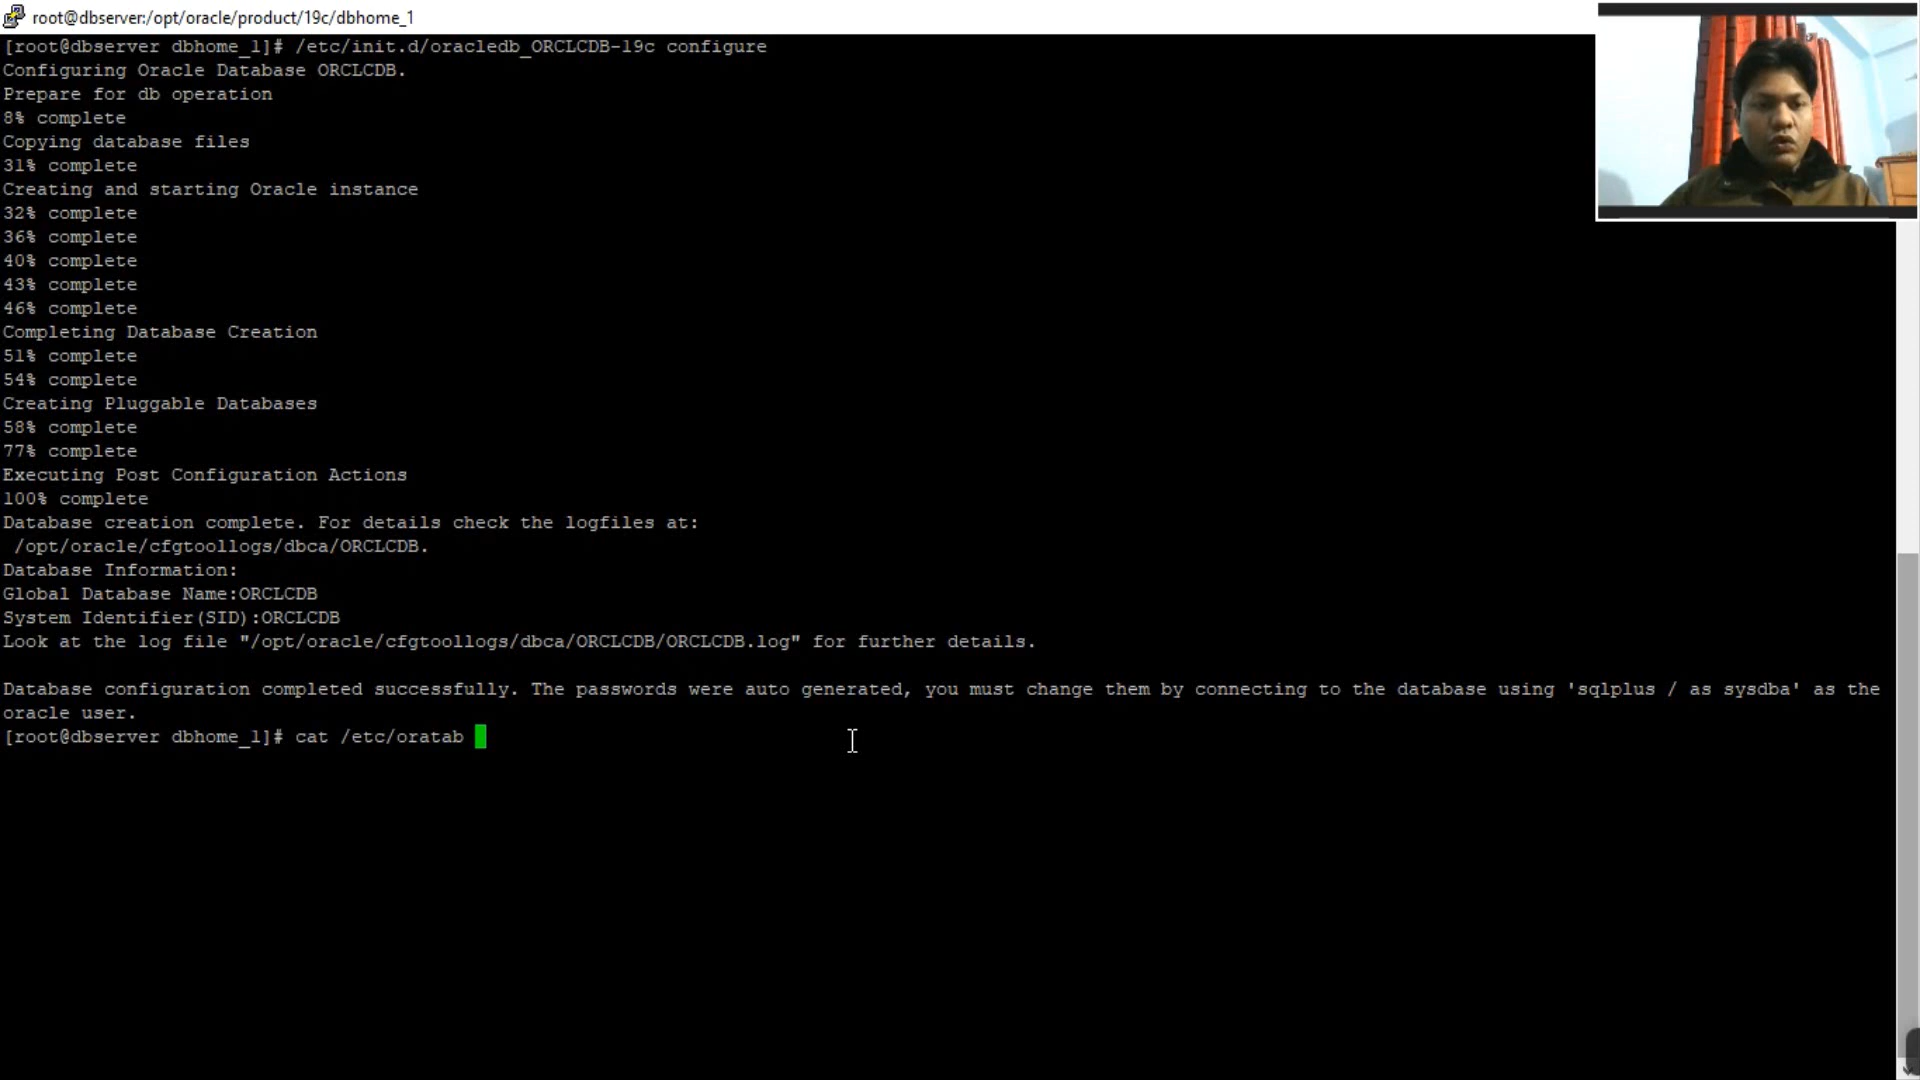 root@dbserver:/opt/oracle/product/19c/dbhome_1
[root@dbserver dbhome_1]# /etc/init.d/oracledb_ORCLCDB-19c configure
Configuring Oracle Database ORCLCDB.
Prepare for db operation
8% complete
Copying database files
31% complete
Creating and starting Oracle instance
32% complete
36% complete
40% complete
43% complete
46% complete
Completing Database Creation
51% complete
54% complete
Creating Pluggable Databases
58% complete
77% complete
Executing Post Configuration Actions
100% complete
Database creation complete. For details check the logfiles at:
 /opt/oracle/cfgtoollogs/dbca/ORCLCDB.
Database Information:
Global Database Name:ORCLCDB
System Identifier(SID):ORCLCDB
Look at the log file "/opt/oracle/cfgtoollogs/dbca/ORCLCDB/ORCLCDB.log" for further details.
Database configuration completed successfully. The passwords were auto generated, you must change them by connecting to the database using 'sqlplus / as sysdba' as the
oracle user.
[root@dbserver dbhome_1]# cat /etc/oratab